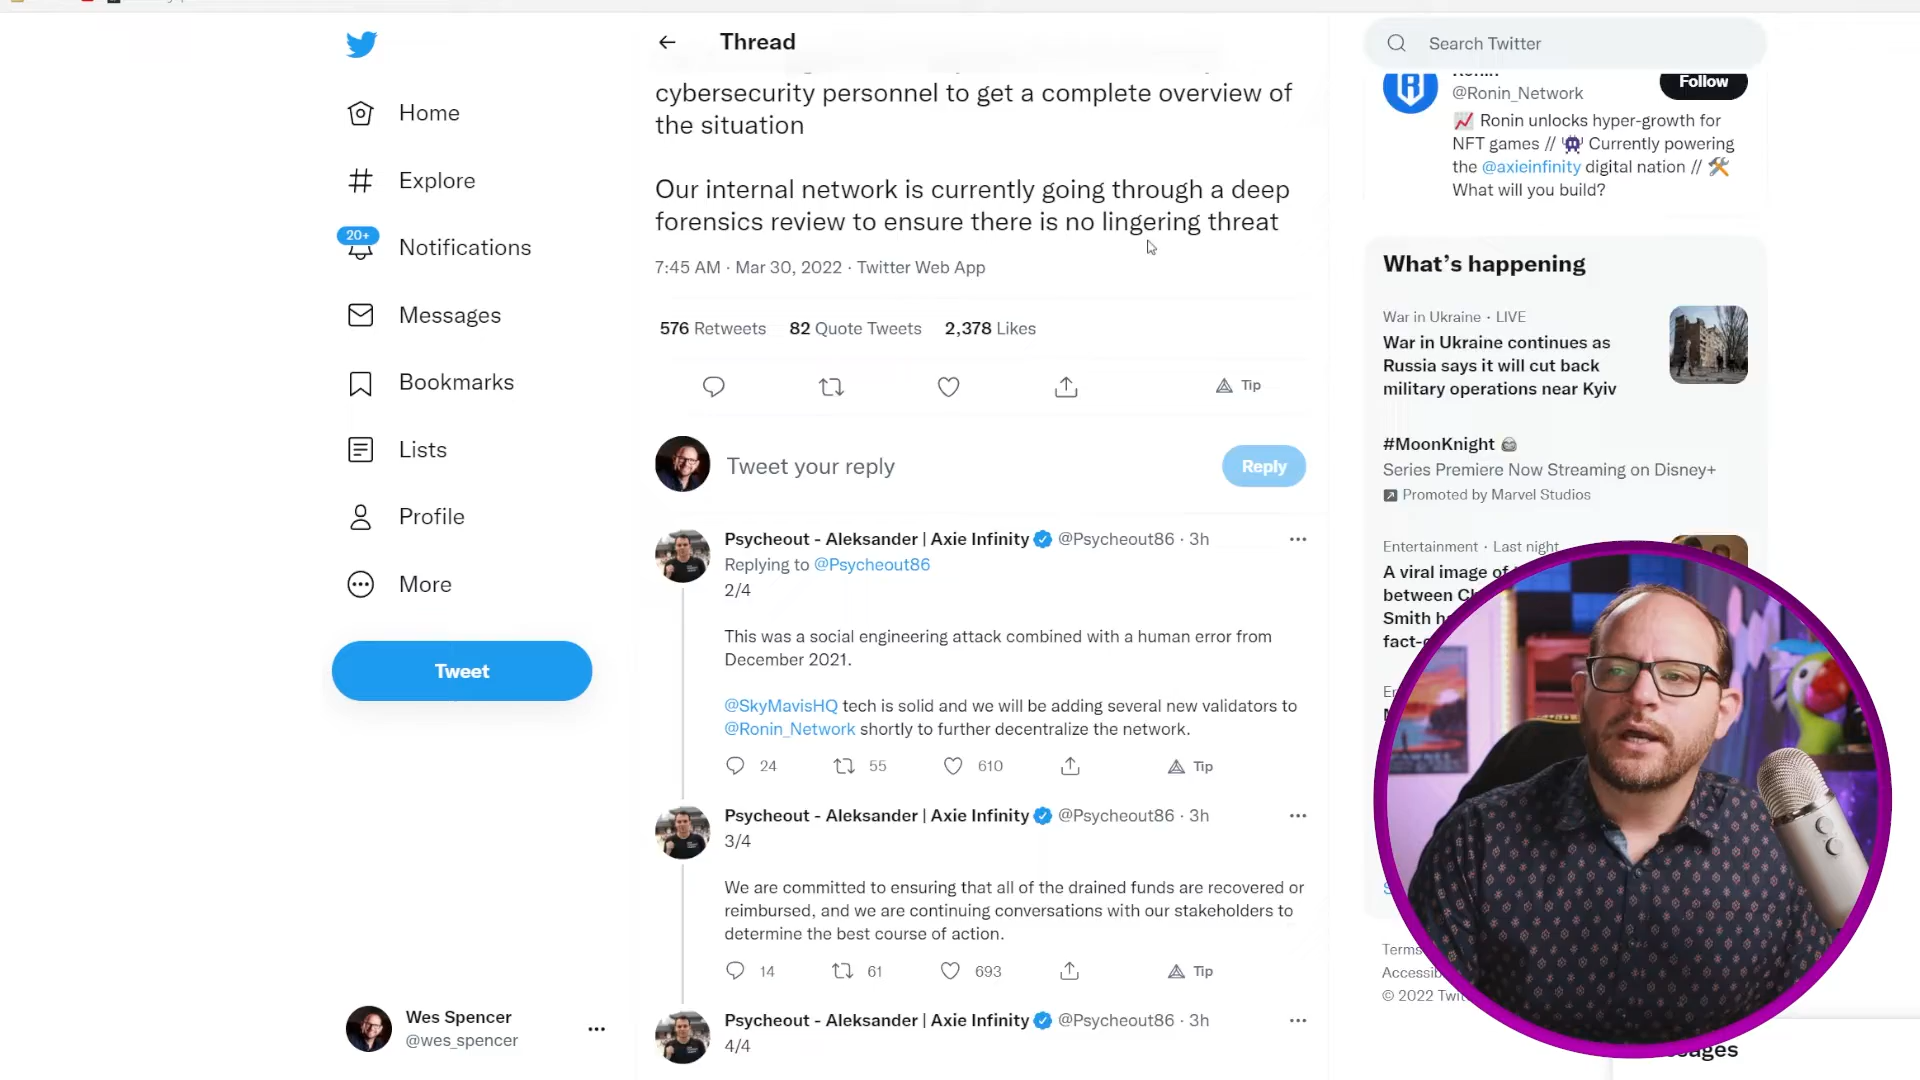 Thread
Search Twitter
Home
Explore
20+
Notifications
Messages
Bookmarks
Lists
Profile
More
Tweet
Wes Spencer
@wes_spencer
cybersecurity personnel to get a complete overview of
the situation
Our internal network is currently going through a deep
forensics review to ensure there is no lingering threat
7:45 AM · Mar 30, 2022 · Twitter Web App
576 Retweets 82 Quote Tweets 2,378 Likes
Tip
Tweet your reply
Reply
Psycheout - Aleksander | Axie Infinity @Psycheout86 · 3h
Replying to @Psycheout86
2/4
This was a social engineering attack combined with a human error from
December 2021.
@SkyMavisHQ tech is solid and we will be adding several new validators to
@Ronin_Network shortly to further decentralize the network.
24 55 610 Tip
Psycheout - Aleksander | Axie Infinity @Psycheout86 · 3h
3/4
We are committed to ensuring that all of the drained funds are recovered or
reimbursed, and we are continuing conversations with our stakeholders to
determine the best course of action.
14 61 693 Tip
Psycheout - Aleksander | Axie Infinity @Psycheout86 · 3h
4/4
@Ronin_Network
Follow
Ronin unlocks hyper-growth for
NFT games // Currently powering
the @axieinfinity digital nation //
What will you build?
What's happening
War in Ukraine · LIVE
War in Ukraine continues as
Russia says it will cut back
military operations near Kyiv
#MoonKnight
Series Premiere Now Streaming on Disney+
Promoted by Marvel Studios
Entertainment · Last night
A viral image of
between
Smith
Terms
© 2022